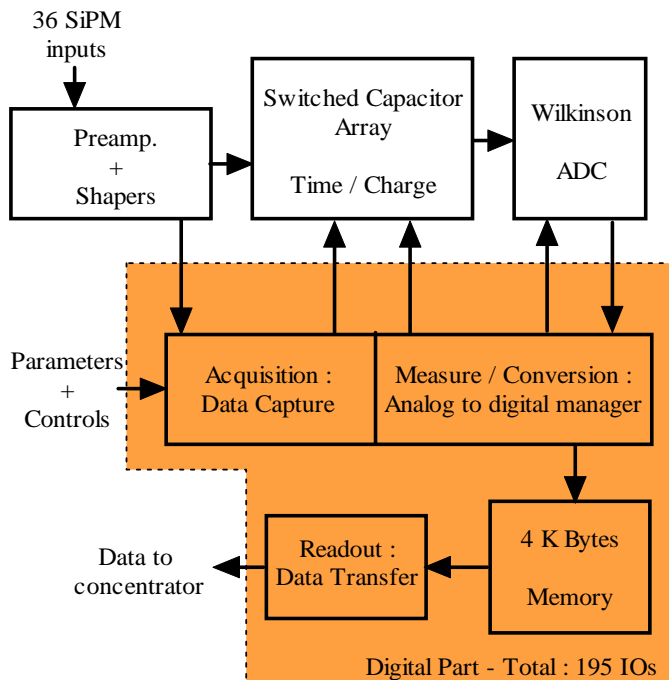 36 SiPM
inputs
Preamp.
+
Shapers
Switched Capacitor
Array
Time / Charge
Wilkinson
ADC
Parameters
+
Controls
Acquisition :
Data Capture
Measure / Conversion :
Analog to digital manager
4 K Bytes
Memory
Readout :
Data Transfer
Data to
concentrator
Digital Part - Total : 195 IOs